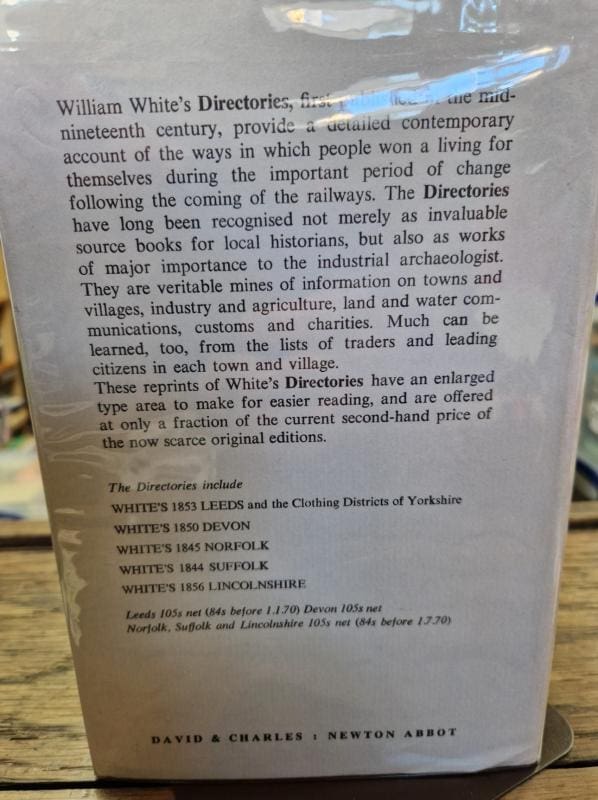 William White's Directories, first published in the mid-
nineteenth century, provide a detailed contemporary
account of the ways in which people won a living for
themselves during the important period of change
following the coming of the railways. The Directories
have long been recognised not merely as invaluable
source books for local historians, but also as works
of major importance to the industrial archaeologist.
They are veritable mines of information on towns and
villages, industry and agriculture, land and water com-
munications, customs and charities. Much can be
learned, too, from the lists of traders and leading
citizens in each town and village.
These reprints of White's Directories have an enlarged
type area to make for easier reading, and are offered
at only a fraction of the current second-hand price of
the now scarce original editions.
The Directories include
WHITE'S 1853 LEEDS and the Clothing Districts of Yorkshire
WHITE'S 1850 DEVON
WHITE'S 1845 NORFOLK
WHITE'S 1844 SUFFOLK
WHITE'S 1856 LINCOLNSHIRE
Leeds 105s net (84s before 1.1.70) Devon 105s net
Norfolk, Suffolk and Lincolnshire 105s net (84s before 1.7.70)
DAVID & CHARLES : NEWTON ABBOT